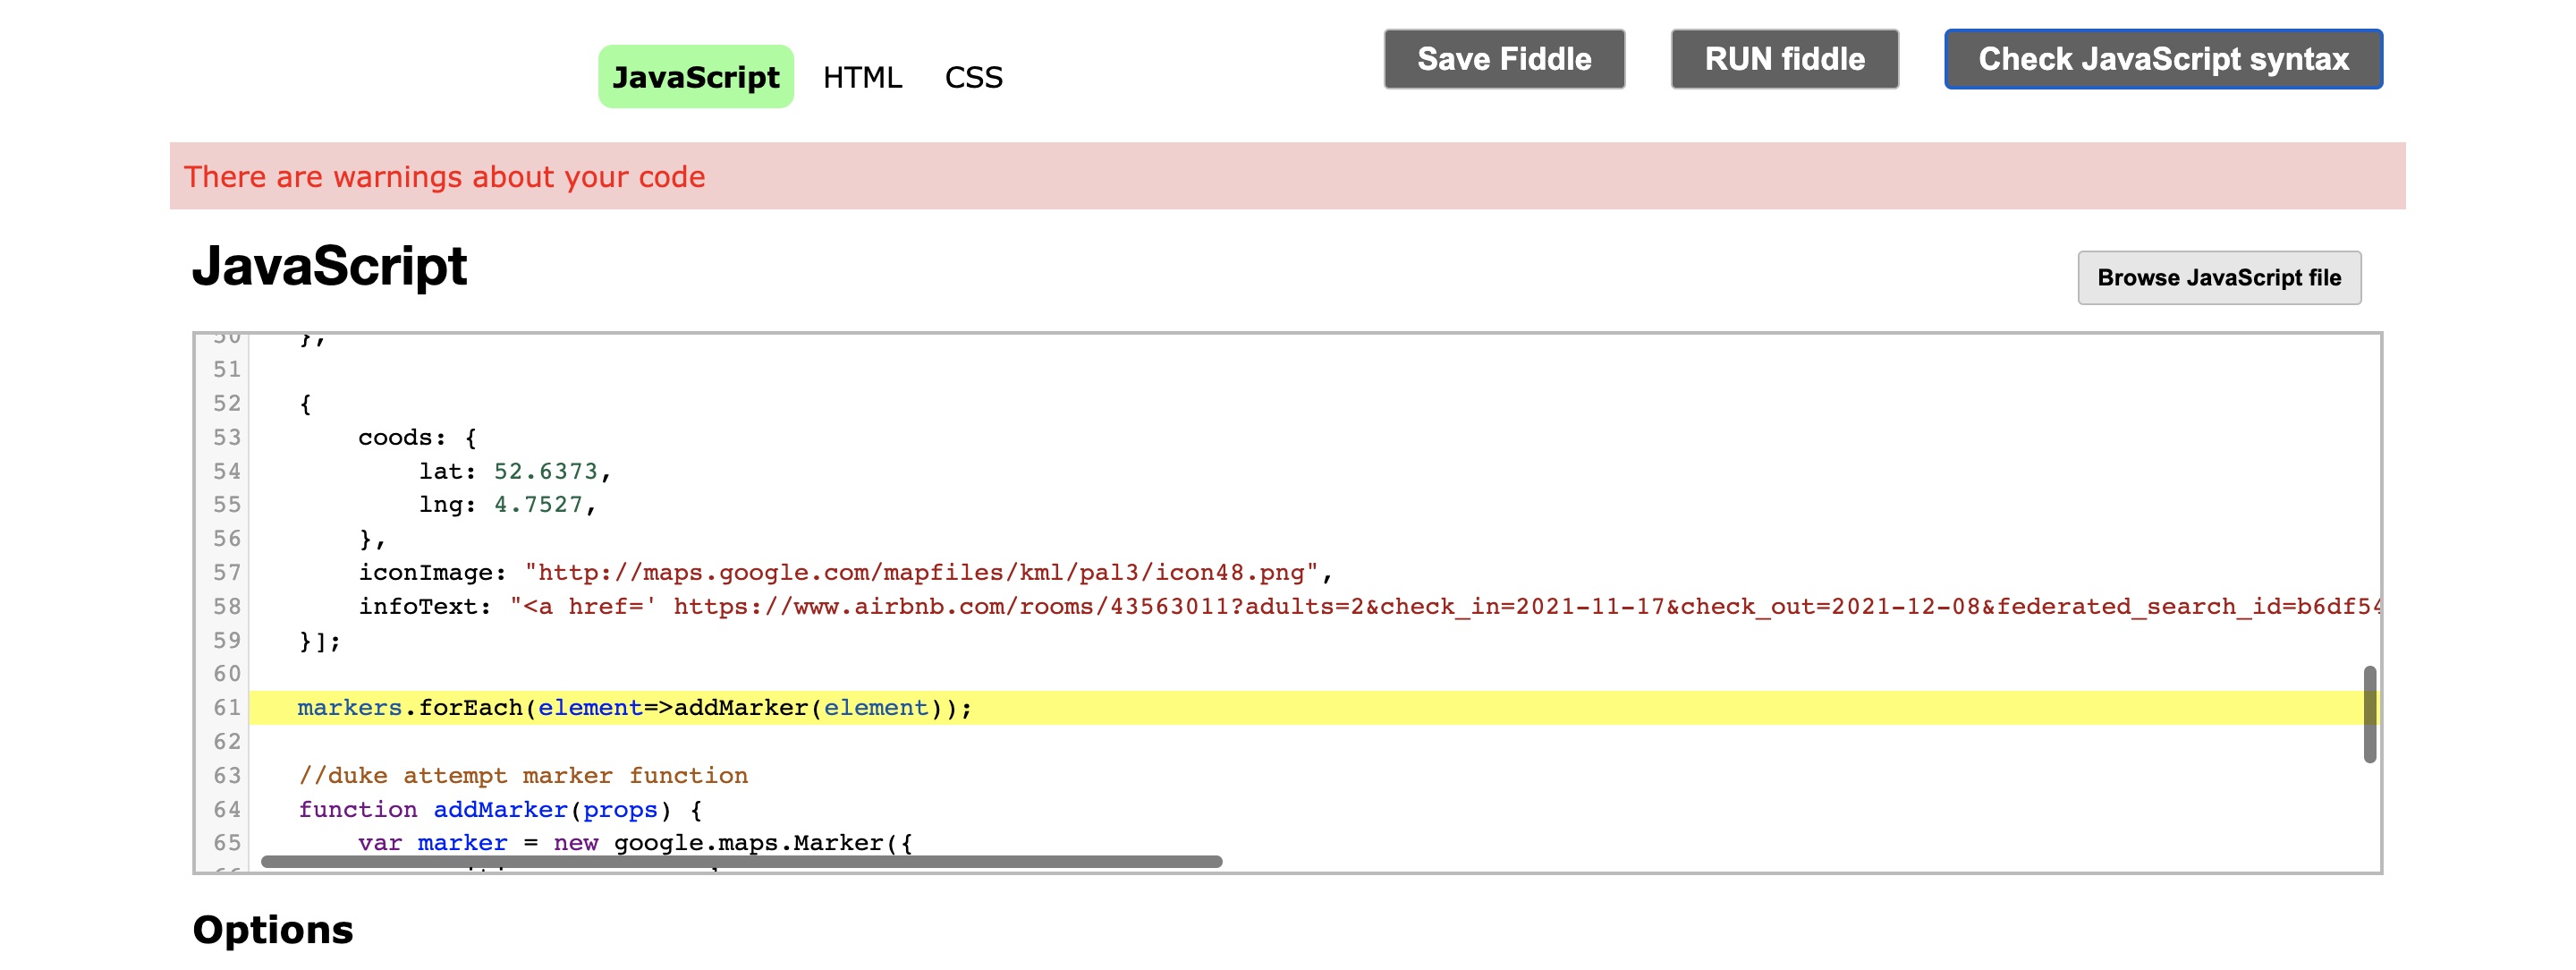 JavaScript HTML CSS Save Fiddle RUN fiddle Check JavaScript syntax
There are warnings about your code
JavaScript
Browse JavaScript file
50 },
51
52 {
53 coods: {
54 lat: 52.6373,
55 lng: 4.7527,
56 },
57 iconImage: "http://maps.google.com/mapfiles/kml/pal3/icon48.png",
58 infoText: "<a href=' https://www.airbnb.com/rooms/43563011?adults=2&check_in=2021-11-17&check_out=2021-12-08&federated_search_id=b6df54
59 }];
60
61 markers.forEach(element=>addMarker(element));
62
63 //duke attempt marker function
64 function addMarker(props) {
65 var marker = new google.maps.Marker({
Options